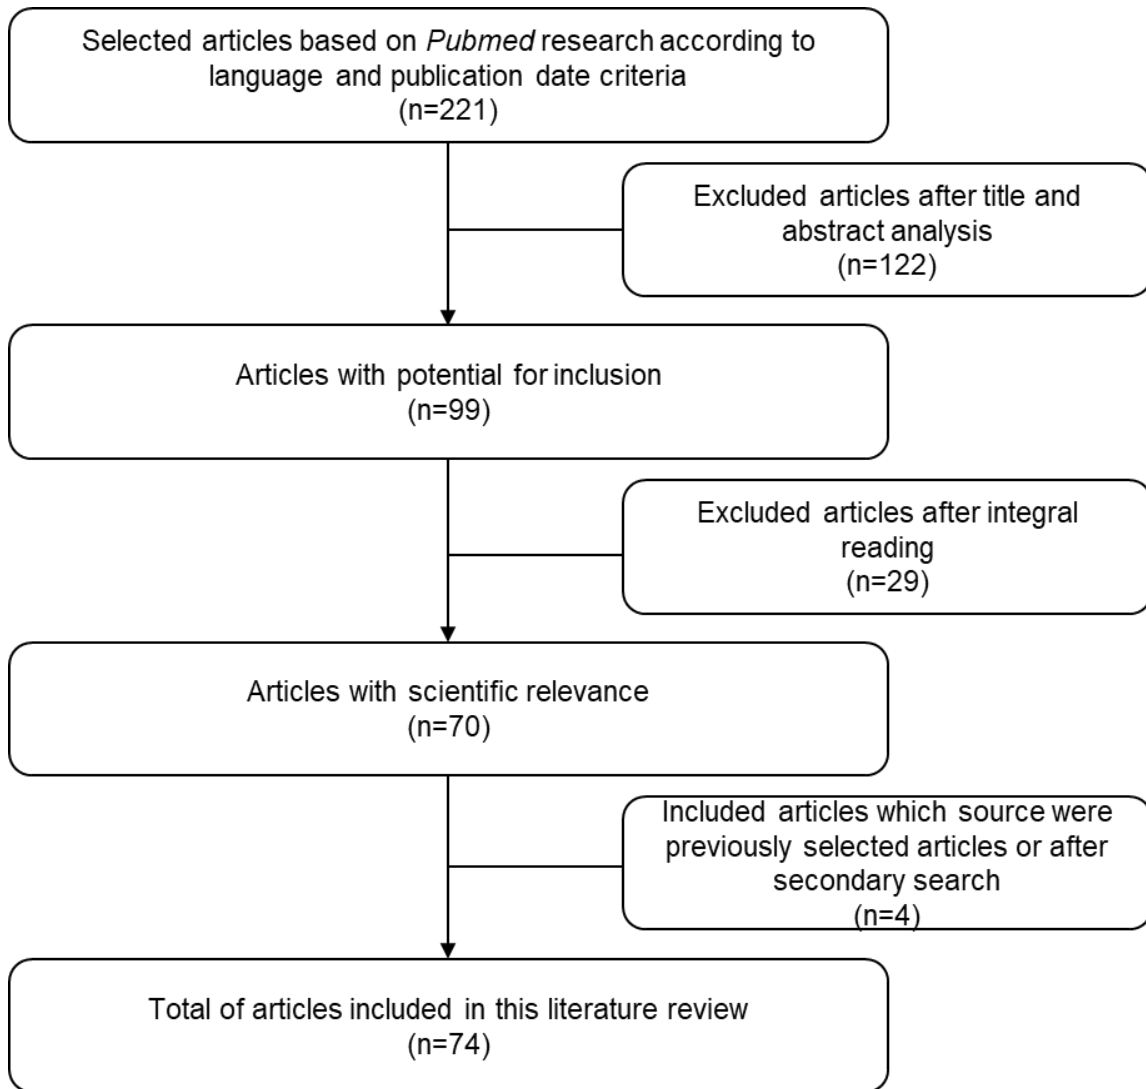 Selected articles based on Pubmed research according to
language and publication date criteria
(n=221)
Excluded articles after title and
abstract analysis
(n=122)
Articles with potential for inclusion
(n=99)
Excluded articles after integral
reading
(n=29)
Articles with scientific relevance
(n=70)
Included articles which source were
previously selected articles or after
secondary search
(n=4)
Total of articles included in this literature review
(n=74)